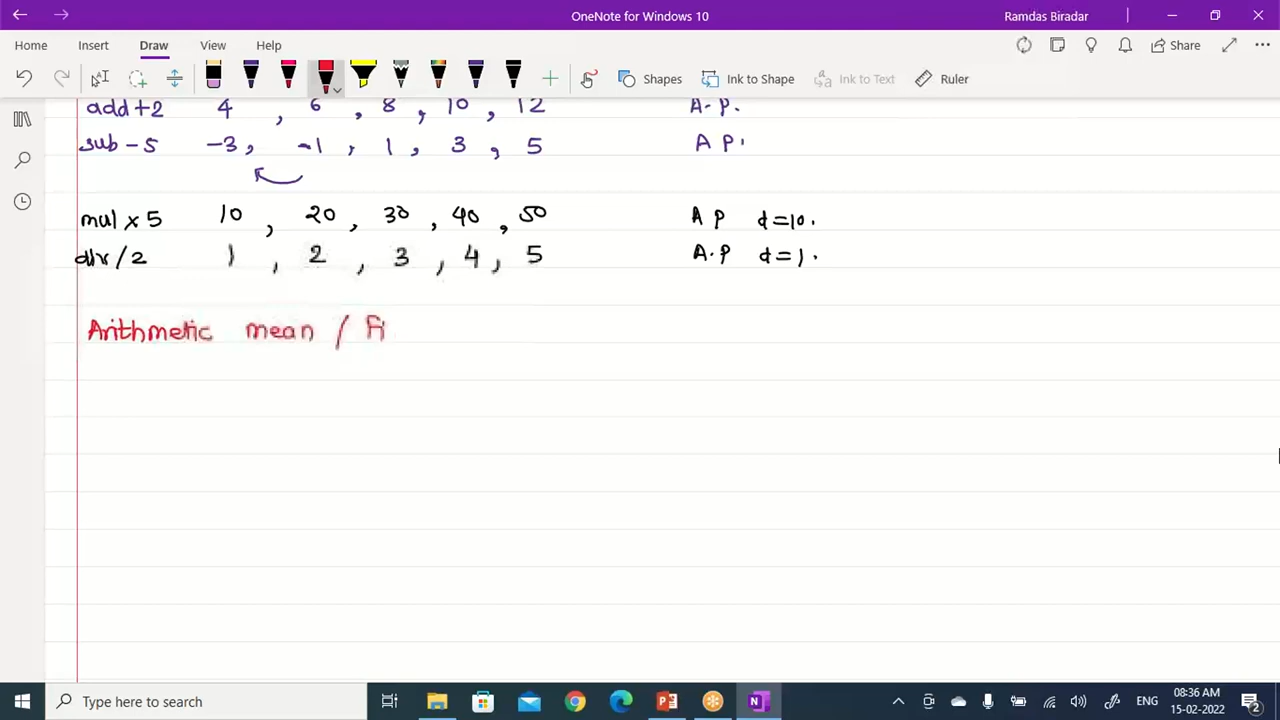 OneNote for Windows 10
Ramdas Biradar
Home Insert Draw View Help
Share
Shapes Ink to Shape Ink to Text Ruler
add+2 4 , 6 , 8 , 10 , 12 A.P.
sub-5 -3 , -1 , 1 , 3 , 5 A P.
mul x 5 10 , 20 , 30 , 40 , 50 A P d=10.
div/2 1 , 2 , 3 , 4 , 5 A.P d=1.
Arithmetic mean /
Type here to search
ENG
08:36 AM
15-02-2022
2